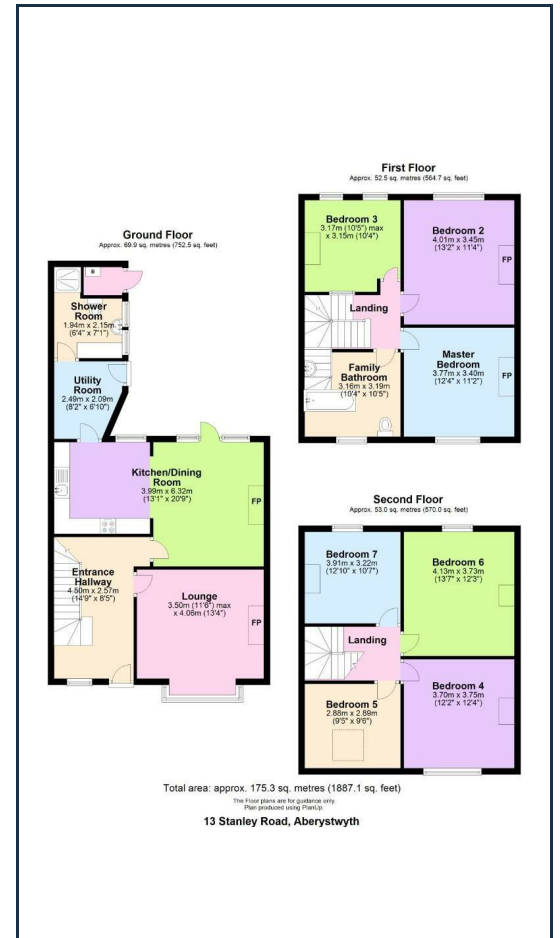 Ground Floor
Approx. 69.9 sq. metres (752.5 sq. feet)
Shower
Room
1.94m x 2.15m
(6'4" x 7'1")
Utility
Room
2.49m x 2.09m
(8'2" x 6'10")
Kitchen/Dining
Room
3.99m x 6.32m
(13'1" x 20'9")
FP
Entrance
Hallway
4.50m x 2.57m
(14'9" x 8'5")
Lounge
3.50m (11'6") max
x 4.06m (13'4")
FP
First Floor
Approx. 52.5 sq. metres (564.7 sq. feet)
Bedroom 3
3.17m (10'5") max
x 3.15m (10'4")
Bedroom 2
4.01m x 3.45m
(13'2" x 11'4")
FP
Landing
Family
Bathroom
3.16m x 3.19m
(10'4" x 10'5")
Master
Bedroom
3.77m x 3.40m
(12'4" x 11'2")
FP
Second Floor
Approx. 53.0 sq. metres (570.0 sq. feet)
Bedroom 7
3.91m x 3.22m
(12'10" x 10'7")
Bedroom 6
4.13m x 3.73m
(13'7" x 12'3")
Landing
Bedroom 5
2.88m x 2.89m
(9'5" x 9'6")
Bedroom 4
3.70m x 3.75m
(12'2" x 12'4")
Total area: approx. 175.3 sq. metres (1887.1 sq. feet)
The Floor plans are for guidance only.
Plan produced using PlanUp.
13 Stanley Road, Aberystwyth